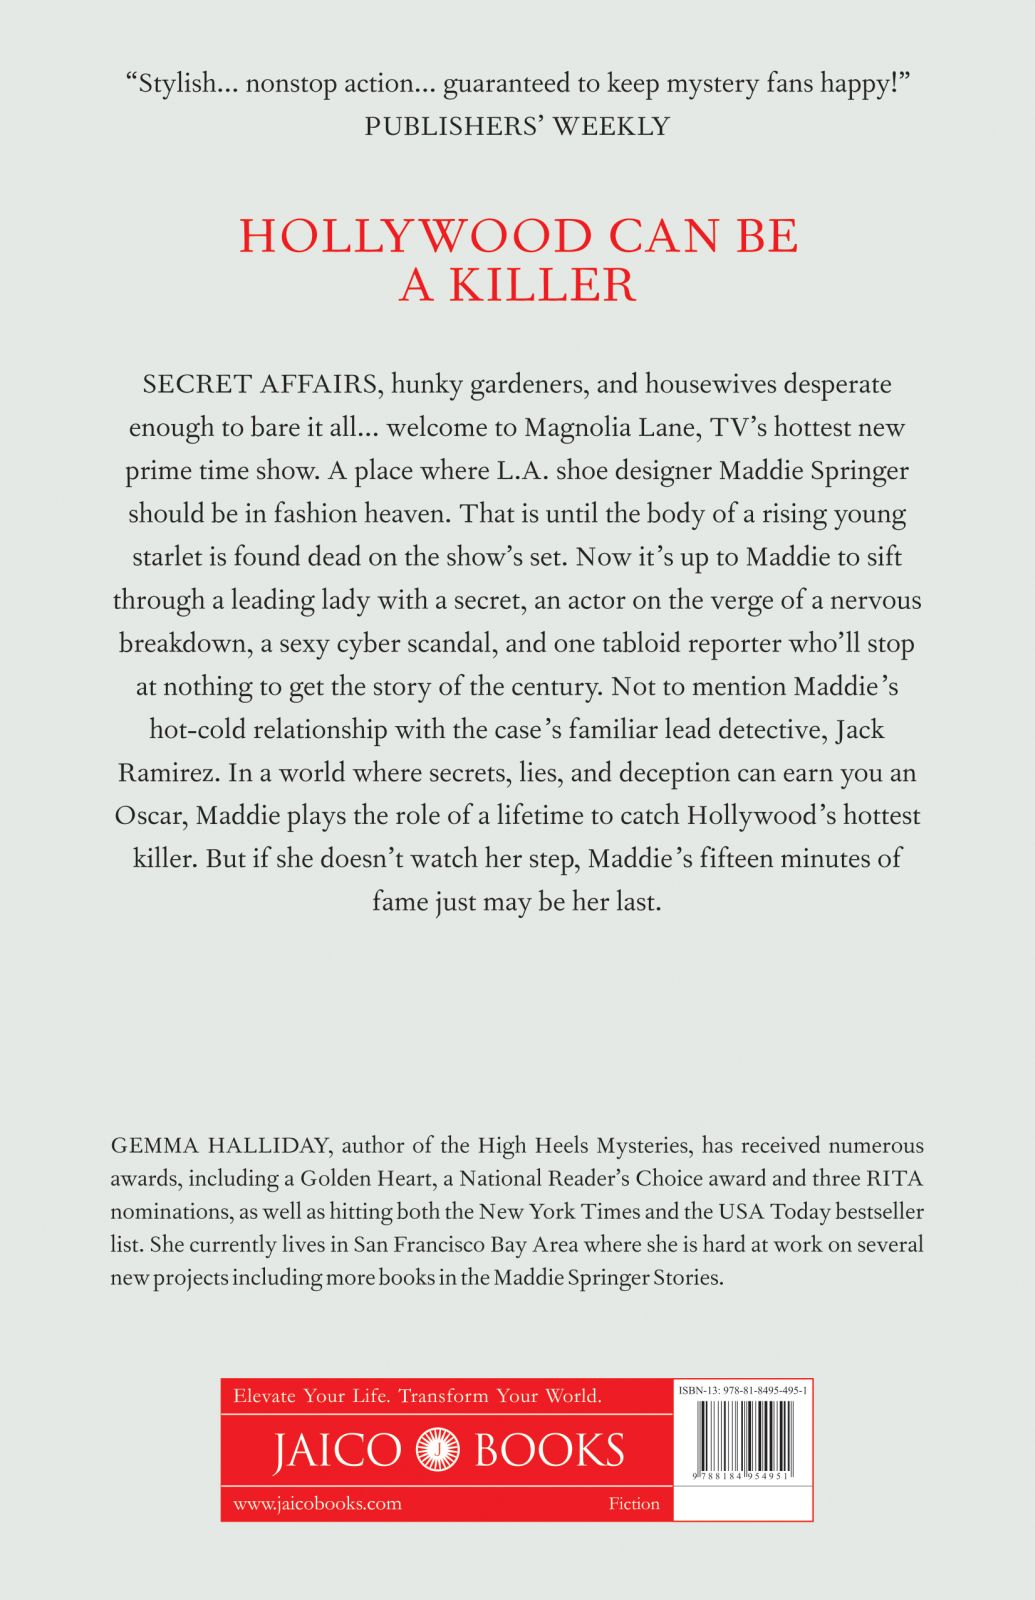 “Stylish... nonstop action... guaranteed to keep mystery fans happy!”
PUBLISHERS’ WEEKLY
HOLLYWOOD CAN BE
A KILLER
SECRET AFFAIRS, hunky gardeners, and housewives desperate
enough to bare it all... welcome to Magnolia Lane, TV’s hottest new
prime time show. A place where L.A. shoe designer Maddie Springer
should be in fashion heaven. That is until the body of a rising young
starlet is found dead on the show’s set. Now it’s up to Maddie to sift
through a leading lady with a secret, an actor on the verge of a nervous
breakdown, a sexy cyber scandal, and one tabloid reporter who’ll stop
at nothing to get the story of the century. Not to mention Maddie’s
hot-cold relationship with the case’s familiar lead detective, Jack
Ramirez. In a world where secrets, lies, and deception can earn you an
Oscar, Maddie plays the role of a lifetime to catch Hollywood’s hottest
killer. But if she doesn’t watch her step, Maddie’s fifteen minutes of
fame just may be her last.
GEMMA HALLIDAY, author of the High Heels Mysteries, has received numerous
awards, including a Golden Heart, a National Reader’s Choice award and three RITA
nominations, as well as hitting both the New York Times and the USA Today bestseller
list. She currently lives in San Francisco Bay Area where she is hard at work on several
new projects including more books in the Maddie Springer Stories.
Elevate Your Life. Transform Your World.
JAICO J BOOKS
www.jaicobooks.com Fiction
ISBN-13: 978-81-8495-495-1
9 788184 954951